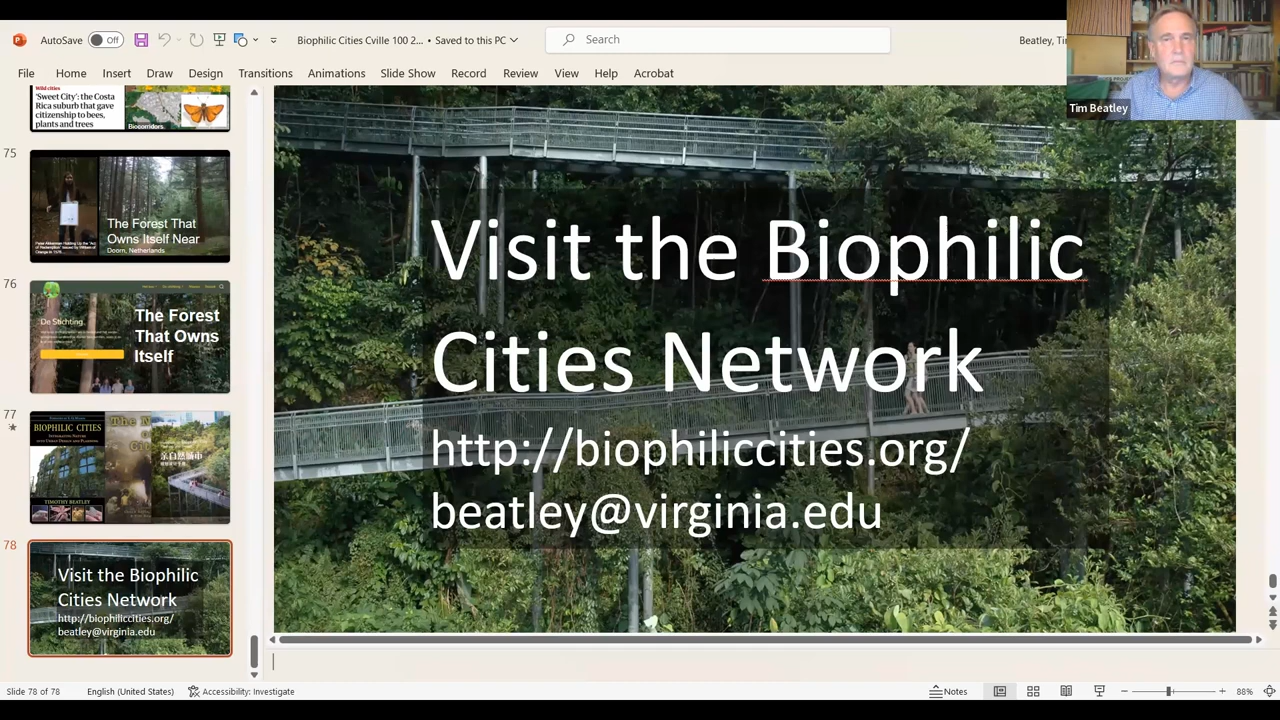 AutoSave
Off
Biophilic Cities Cville 100 2... • Saved to this PC
Search
Beatley, Ti
File Home Insert Draw Design Transitions Animations Slide Show Record Review View Help Acrobat
Tim Beatley
Wild cities
'Sweet City': the Costa
Rica suburb that gave
citizenship to bees,
plants and trees
Biocorridors
75
The Forest That
Owns Itself Near
Doorn, Netherlands
76
De Stichting
The Forest
That Owns
Itself
77
BIOPHILIC CITIES
TIMOTHY BEATLEY
78
Visit the Biophilic
Cities Network
http://biophiliccities.org/
beatley@virginia.edu
Visit the Biophilic
Cities Network
http://biophiliccities.org/
beatley@virginia.edu
Slide 78 of 78
English (United States)
Accessibility: Investigate
Notes
88%